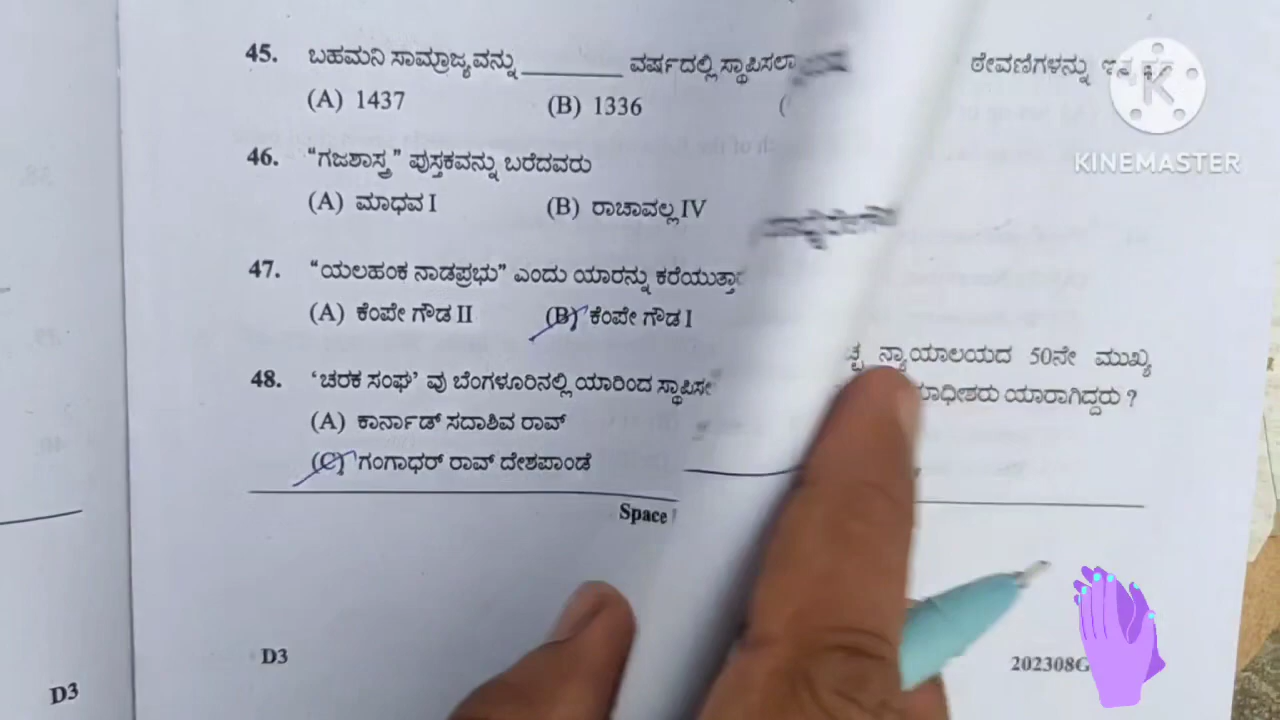 45. ಬಹಮನಿ ಸಾಮ್ರಾಜ್ಯವನ್ನು ________ ವರ್ಷದಲ್ಲಿ
(A) 1437 (B) 1336
46. “ಗಜಶಾಸ್ತ್ರ” ಪುಸ್ತಕವನ್ನು ಬರೆದವರು
(A) ಮಾಧವ I (B) ರಾಚಾವಲ್ಲ IV
47. “ಯಲಹಂಕ ನಾಡಪ್ರಭು” ಎಂದು ಯಾರನ್ನು
(A) ಕೆಂಪೇ ಗೌಡ II (B) ಕೆಂಪೇ ಗೌಡ I
48. ‘ಚರಕ ಸಂಘ’ ವು ಬೆಂಗಳೂರಿನಲ್ಲಿ ಯಾರಿಂದ
(A) ಕಾರ್ನಾಡ್ ಸದಾಶಿವ ರಾವ್
(C) ಗಂಗಾಧರ್ ರಾವ್ ದೇಶಪಾಂಡೆ
Space
D3
D3
ಠೇವಣಿಗಳನ್ನು
ನ್ಯಾಯಾಲಯದ 50ನೇ ಮುಖ್ಯ
ಯಾರಾಗಿದ್ದರು ?
202308G
KINEMASTER